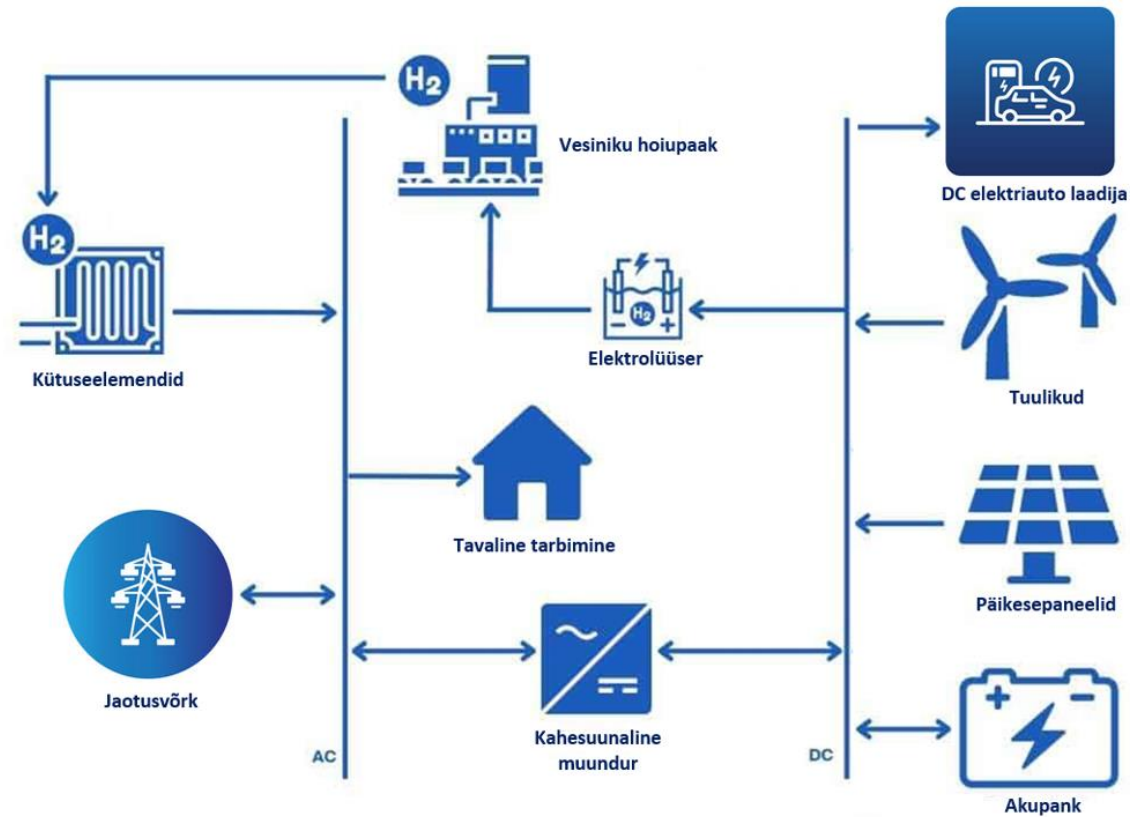 H2
Vesiniku hoiupaak
DC elektriauto laadija
H2
Kütuseelemendid
H2
Elektrolüüser
Tuulikud
Tavaline tarbimine
Päikesepaneelid
Jaotusvõrk
Kahesuunaline
muundur
AC
DC
Akupank